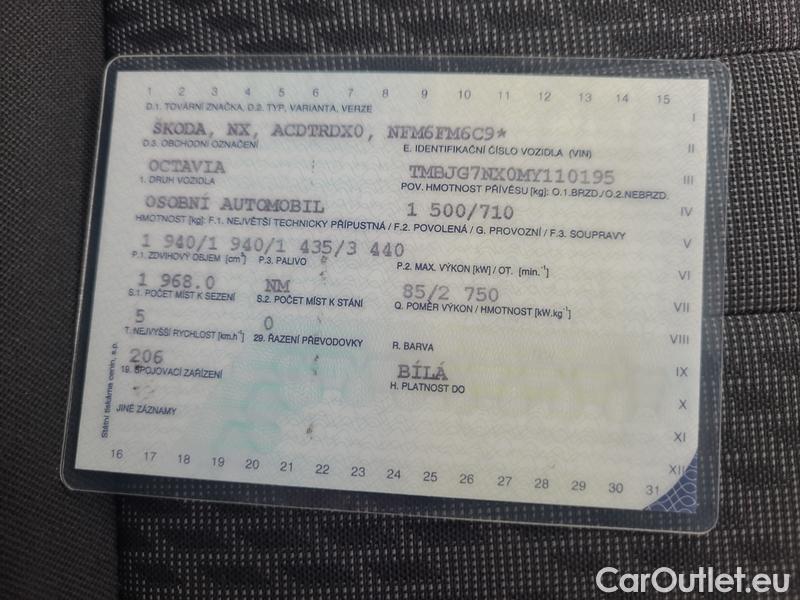 1 2 3 4 5 6 7 8 9 10 11 12 13 14 15
D.1. TOVÁRNÍ ZNAČKA, D.2. TYP, VARIANTA, VERZE
I
ŠKODA, NX, ACDTRDX0, NFM6FM6C9*
D.3. OBCHODNÍ OZNAČENÍ E. IDENTIFIKAČNÍ ČÍSLO VOZIDLA (VIN)
II
OCTAVIA TMBJG7NX0MY110195
1. DRUH VOZIDLA POV. HMOTNOST PŘÍVĚSU [kg]: O.1.BRZD./O.2.NEBRZD.
III
OSOBNÍ AUTOMOBIL 1 500/710
IV
HMOTNOST [kg]: F.1. NEJVĚTŠÍ TECHNICKY PŘÍPUSTNÁ / F.2. POVOLENÁ / G. PROVOZNÍ / F.3. SOUPRAVY
1 940/1 940/1 435/3 440
V
P.1. ZDVIHOVÝ OBJEM [cm³] P.3. PALIVO P.2. MAX. VÝKON [kW] / OT. [min.⁻¹]
VI
1 968.0 NM 85/2 750
S.1. POČET MÍST K SEZENÍ S.2. POČET MÍST K STÁNÍ Q. POMĚR VÝKON / HMOTNOST [kW.kg⁻¹]
VII
5 0
T. NEJVYŠŠÍ RYCHLOST [km.h⁻¹] 29. ŘAZENÍ PŘEVODOVKY R. BARVA
VIII
206 BÍLÁ
IX
19. SPOJOVACÍ ZAŘÍZENÍ H. PLATNOST DO
X
JINÉ ZÁZNAMY
XI
XII
Státní tiskárna cenin, s.p.
16 17 18 19 20 21 22 23 24 25 26 27 28 29 30 31
CarOutlet.eu